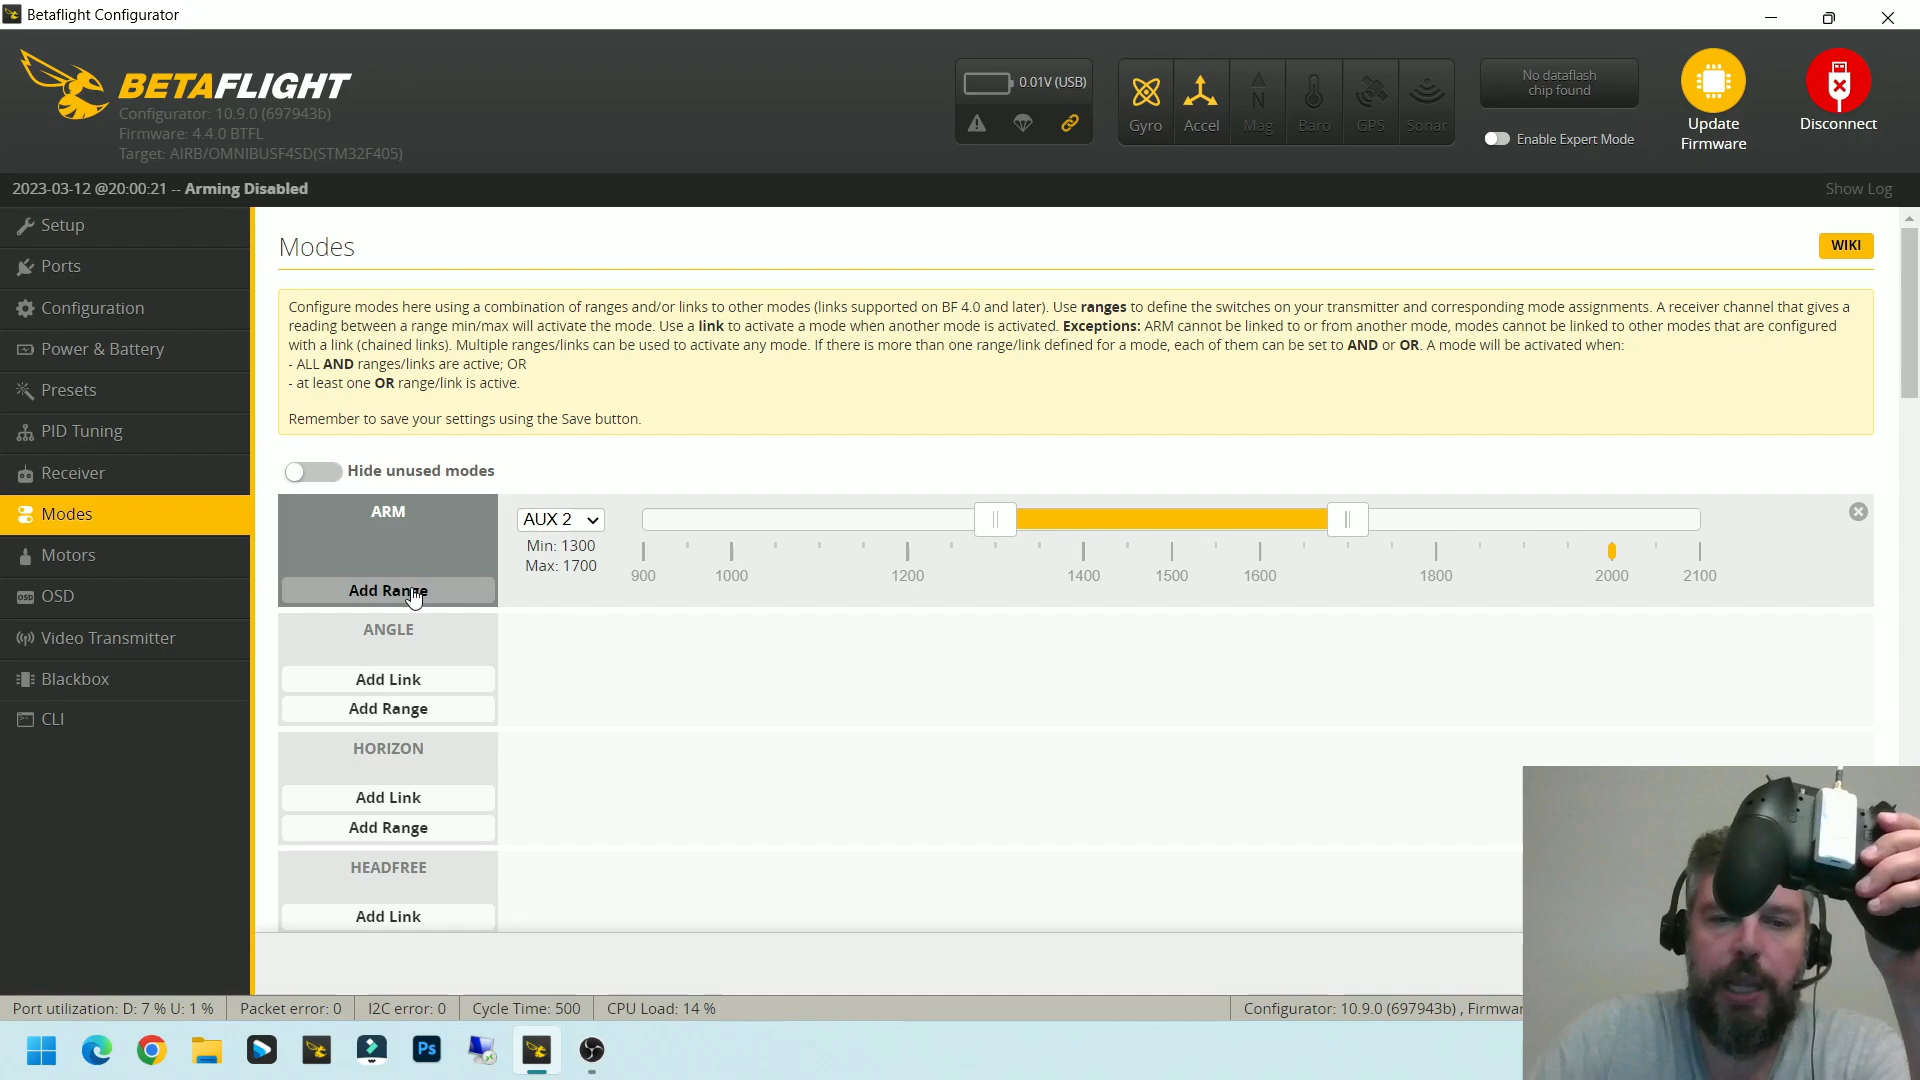 Betaflight Configurator
BETAFLIGHT
Configurator: 10.9.0 (697943b)
Firmware: 4.4.0 BTFL
Target: AIRB/OMNIBUSF4SD(STM32F405)
0.01V (USB)
Gyro
Accel
Mag
Baro
GPS
Sonar
No dataflash
chip found
Enable Expert Mode
Update
Firmware
Disconnect
2023-03-12 @20:00:21 -- Arming Disabled
Show Log
Setup
Ports
Configuration
Power & Battery
Presets
PID Tuning
Receiver
Modes
Motors
OSD
OSD
Video Transmitter
Blackbox
CLI
Modes
WIKI
Configure modes here using a combination of ranges and/or links to other modes (links supported on BF 4.0 and later). Use ranges to define the switches on your transmitter and corresponding mode assignments. A receiver channel that gives a
reading between a range min/max will activate the mode. Use a link to activate a mode when another mode is activated. Exceptions: ARM cannot be linked to or from another mode, modes cannot be linked to other modes that are configured
with a link (chained links). Multiple ranges/links can be used to activate any mode. If there is more than one range/link defined for a mode, each of them can be set to AND or OR. A mode will be activated when:
- ALL AND ranges/links are active; OR
- at least one OR range/link is active.
Remember to save your settings using the Save button.
Hide unused modes
ARM
Add Range
AUX 2
Min: 1300
Max: 1700
900 1000 1200 1400 1500 1600 1800 2000 2100
ANGLE
Add Link
Add Range
HORIZON
Add Link
Add Range
HEADFREE
Add Link
Port utilization: D: 7 % U: 1 %
Packet error: 0
I2C error: 0
Cycle Time: 500
CPU Load: 14 %
Configurator: 10.9.0 (697943b) , Firmwar
Ps